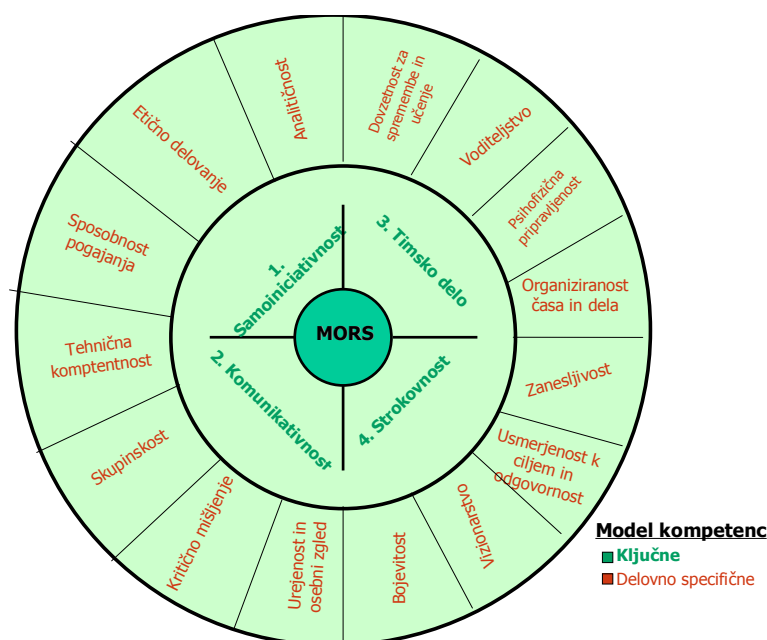 Analitičnost
Dovzetnost za
spremembe in
učenje
Voditeljstvo
Psihofizična
pripravljenost
Organiziranost
časa in dela
Zanesljivost
Usmerjenost k
ciljem in
odgovornost
Vizionarstvo
Bojevitost
Urejenost in
osebni zgled
Kritično mišljenje
Skupinskost
Tehnična
komptentnost
Sposobnost
pogajanja
Etično delovanje
1.
Samoiniciativnost
2. Komunikativnost
3. Timsko delo
4. Strokovnost
MORS
Model kompetenc
Ključne
Delovno specifične